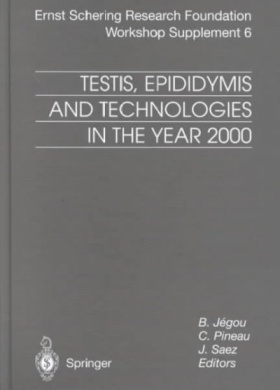 Ernst Schering Research Foundation
Workshop Supplement 6
TESTIS, EPIDIDYMIS
AND TECHNOLOGIES
IN THE YEAR 2000
B. Jégou
C. Pineau
J. Saez
Editors
Springer